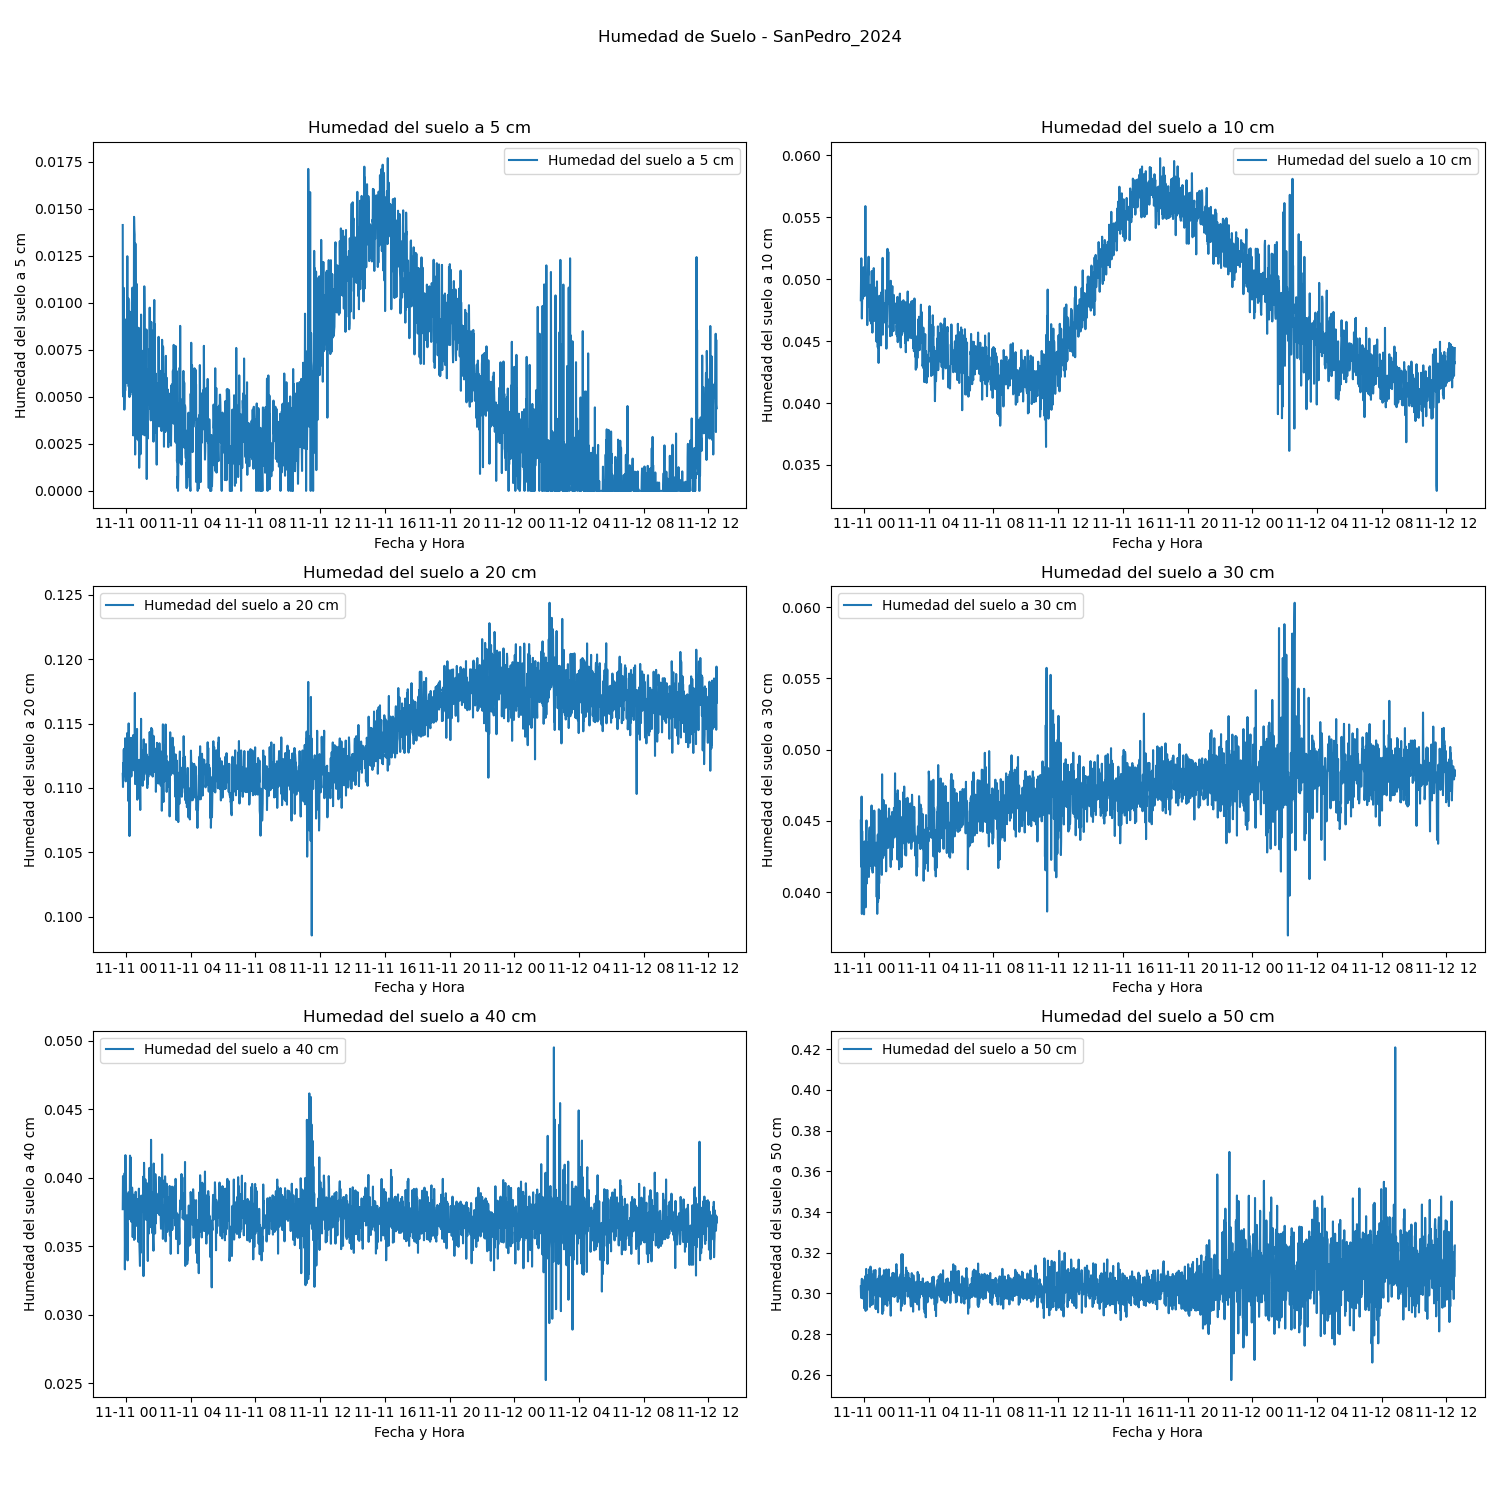 Humedad de Suelo - SanPedro_2024
Humedad del suelo a 5 cm
Humedad del suelo a 5 cm
Humedad del suelo a 5 cm
0.0175
0.0150
0.0125
0.0100
0.0075
0.0050
0.0025
0.0000
11-11 00 11-11 04 11-11 08 11-11 12 11-11 16 11-11 20 11-12 00 11-12 04 11-12 08 11-12 12
Fecha y Hora
Humedad del suelo a 10 cm
Humedad del suelo a 10 cm
Humedad del suelo a 10 cm
0.060
0.055
0.050
0.045
0.040
0.035
11-11 00 11-11 04 11-11 08 11-11 12 11-11 16 11-11 20 11-12 00 11-12 04 11-12 08 11-12 12
Fecha y Hora
Humedad del suelo a 20 cm
Humedad del suelo a 20 cm
Humedad del suelo a 20 cm
0.125
0.120
0.115
0.110
0.105
0.100
11-11 00 11-11 04 11-11 08 11-11 12 11-11 16 11-11 20 11-12 00 11-12 04 11-12 08 11-12 12
Fecha y Hora
Humedad del suelo a 30 cm
Humedad del suelo a 30 cm
Humedad del suelo a 30 cm
0.060
0.055
0.050
0.045
0.040
11-11 00 11-11 04 11-11 08 11-11 12 11-11 16 11-11 20 11-12 00 11-12 04 11-12 08 11-12 12
Fecha y Hora
Humedad del suelo a 40 cm
Humedad del suelo a 40 cm
Humedad del suelo a 40 cm
0.050
0.045
0.040
0.035
0.030
0.025
11-11 00 11-11 04 11-11 08 11-11 12 11-11 16 11-11 20 11-12 00 11-12 04 11-12 08 11-12 12
Fecha y Hora
Humedad del suelo a 50 cm
Humedad del suelo a 50 cm
Humedad del suelo a 50 cm
0.42
0.40
0.38
0.36
0.34
0.32
0.30
0.28
0.26
11-11 00 11-11 04 11-11 08 11-11 12 11-11 16 11-11 20 11-12 00 11-12 04 11-12 08 11-12 12
Fecha y Hora